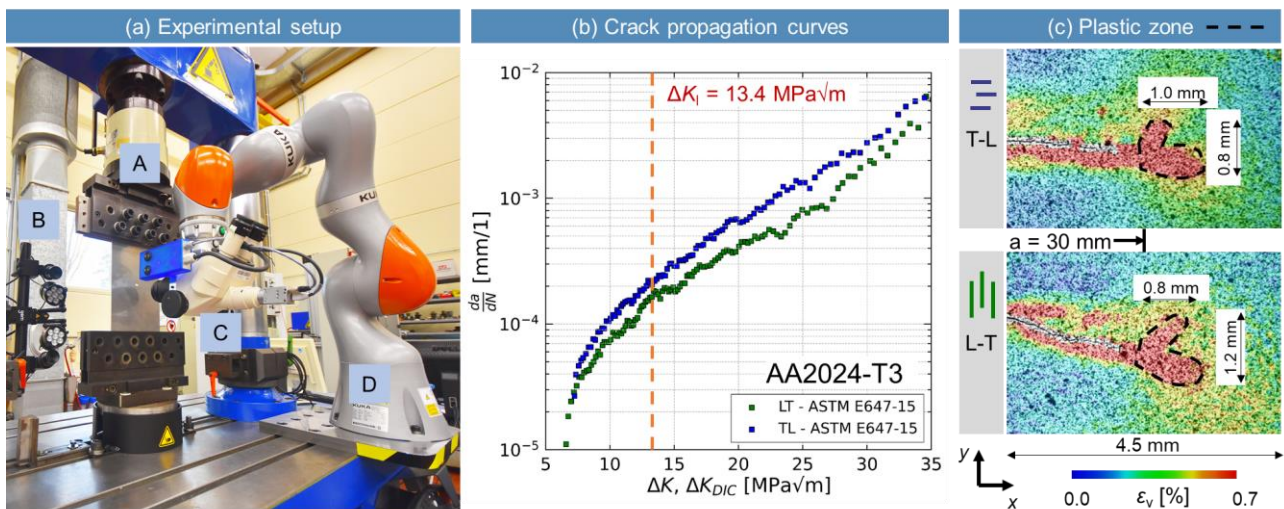 (a) Experimental setup
A
B
C
D
KUKA
KUKA
KUKA
(b) Crack propagation curves
10⁻²
10⁻³
10⁻⁴
10⁻⁵
da/dN [mm/1]
ΔK_I = 13.4 MPa√m
AA2024-T3
LT - ASTM E647-15
TL - ASTM E647-15
5 10 15 20 25 30 35
ΔK, ΔK_DIC [MPa√m]
(c) Plastic zone
T-L
1.0 mm
0.8 mm
a = 30 mm
L-T
0.8 mm
1.2 mm
4.5 mm
y
x
0.0 ε_v [%] 0.7